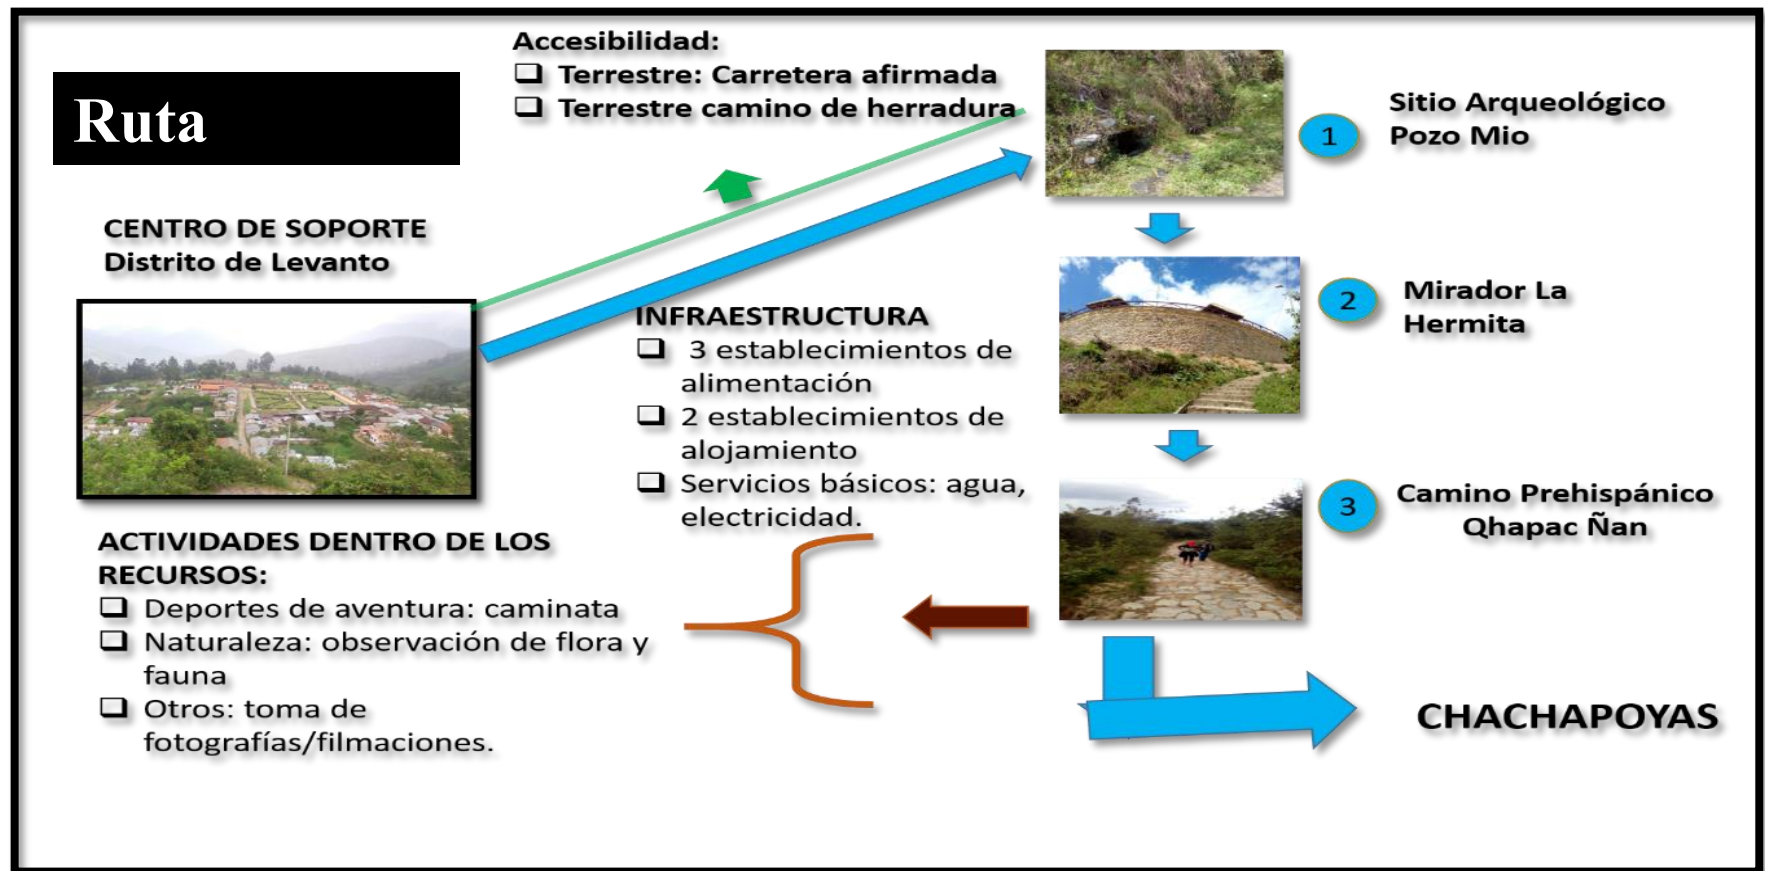 Ruta
Accesibilidad:
❑ Terrestre: Carretera afirmada
❑ Terrestre camino de herradura
CENTRO DE SOPORTE
Distrito de Levanto
1
Sitio Arqueológico
Pozo Mio
2
Mirador La
Hermita
INFRAESTRUCTURA
❑ 3 establecimientos de
alimentación
❑ 2 establecimientos de
alojamiento
❑ Servicios básicos: agua,
electricidad.
3
Camino Prehispánico
Qhapac Ñan
ACTIVIDADES DENTRO DE LOS
RECURSOS:
❑ Deportes de aventura: caminata
❑ Naturaleza: observación de flora y
fauna
❑ Otros: toma de
fotografías/filmaciones.
CHACHAPOYAS